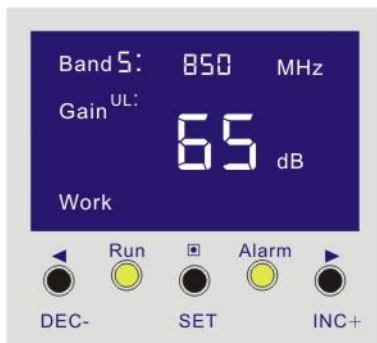 Band 5: 850 MHz
Gain UL: 65 dB
Work
Run Alarm
DEC- SET INC+